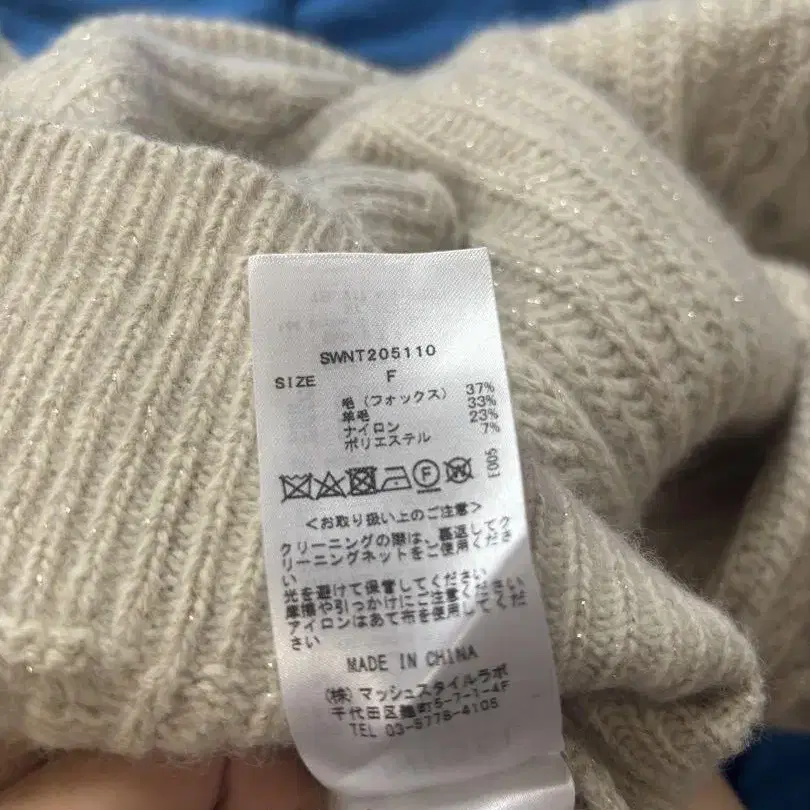 SWNT205110
SIZE F
毛 (フォックス) 37%
羊毛 33%
ナイロン 23%
ポリエステル 7%
F
W
E005
<お取り扱い上のご注意>
クリーニングの際は、裏返してク
リーニングネットをご使用くださ
い
光を避けて保管してください
摩擦や引っかけにご注意ください
アイロンはあて布を使用してくだ
さい
MADE IN CHINA
(株) マッシュスタイルラボ
千代田区麹町5-7-1-4F
TEL 03-5778-4105